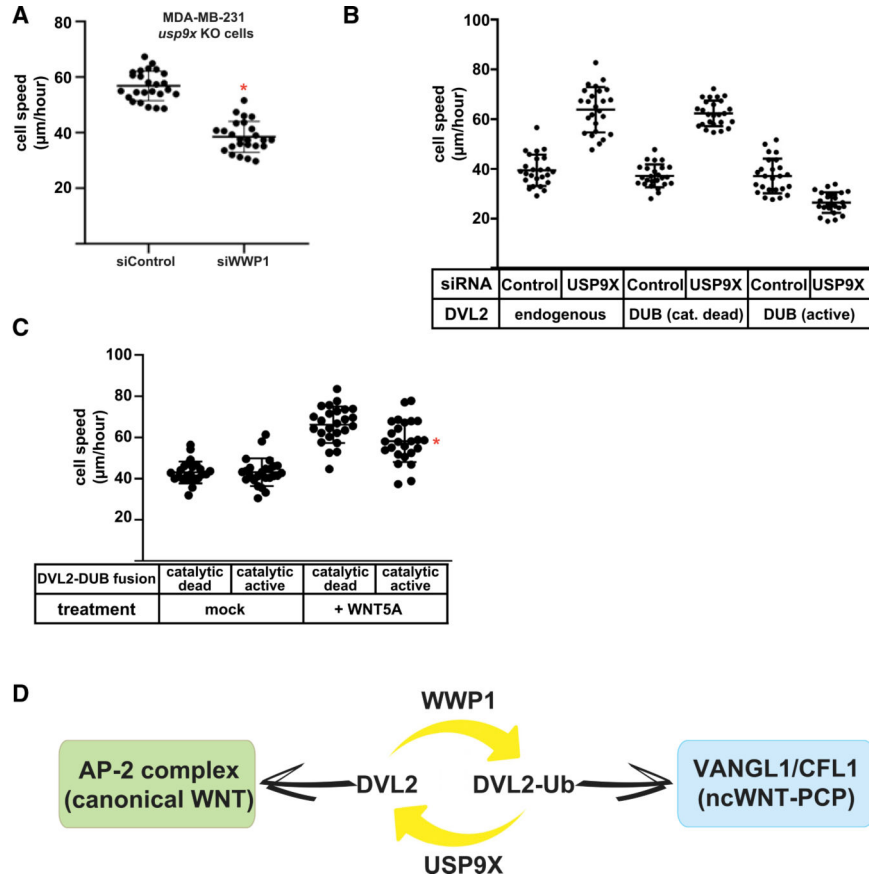 A
MDA-MB-231
usp9x KO cells
cell speed
(μm/hour)
80
60
40
20
*
siControl
siWWP1
B
cell speed
(μm/hour)
100
80
60
40
20
siRNA Control USP9X Control USP9X Control USP9X
DVL2 endogenous DUB (cat. dead) DUB (active)
C
cell speed
(μm/hour)
100
80
60
40
20
*
DVL2-DUB fusion catalytic dead catalytic active catalytic dead catalytic active
treatment mock + WNT5A
D
WWP1
AP-2 complex
(canonical WNT)
DVL2
DVL2-Ub
VANGL1/CFL1
(ncWNT-PCP)
USP9X